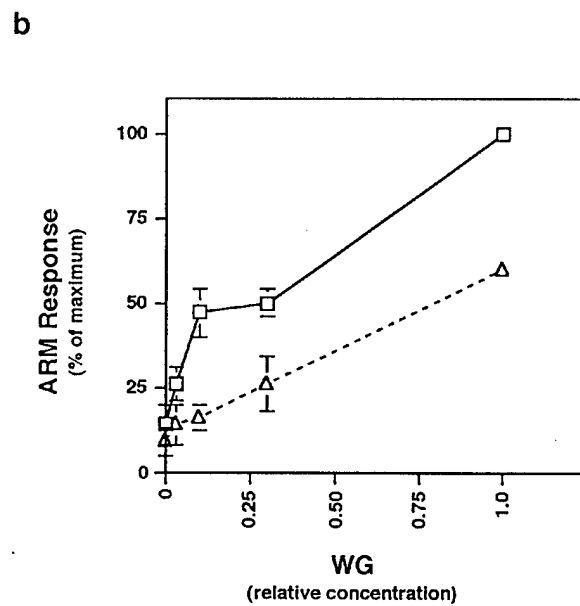 b
100
75
50
25
0
ARM Response
(% of maximum)
0
0.25
0.50
0.75
1.0
WG
(relative concentration)